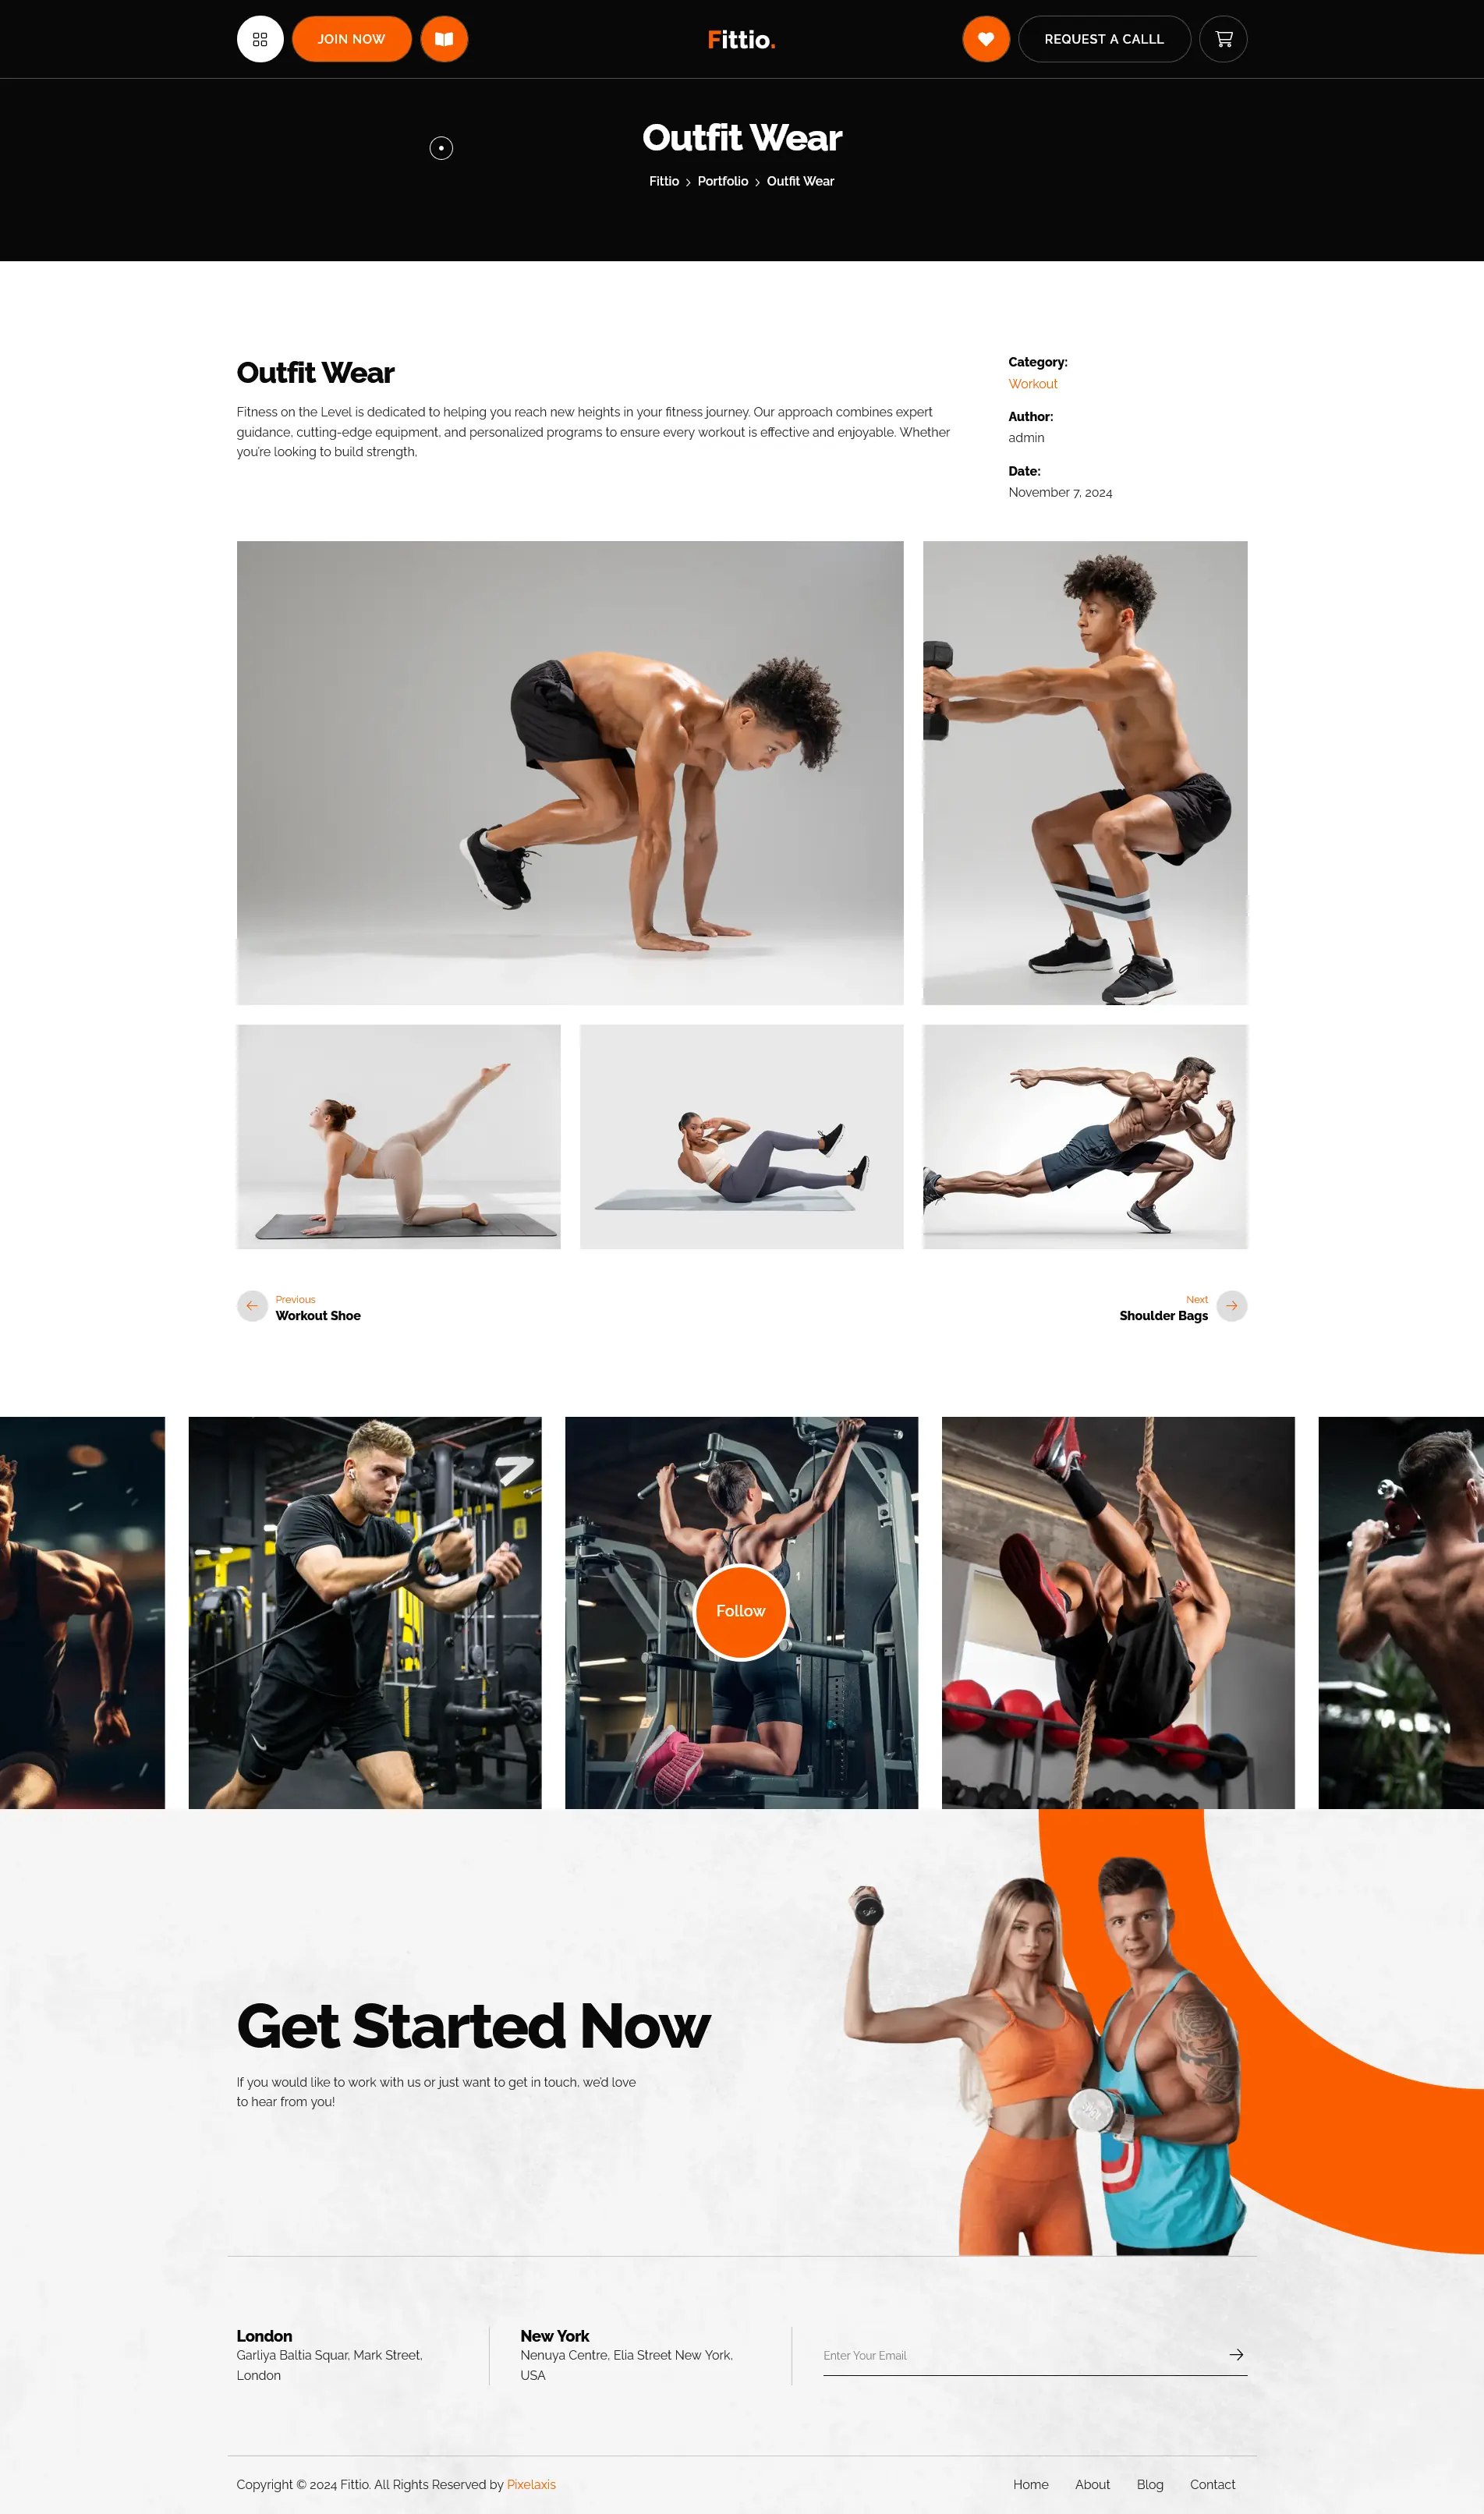 JOIN NOW
Fittio.
REQUEST A CALLL
Outfit Wear
Fittio > Portfolio > Outfit Wear
Outfit Wear
Fitness on the Level is dedicated to helping you reach new heights in your fitness journey. Our approach combines expert
guidance, cutting-edge equipment, and personalized programs to ensure every workout is effective and enjoyable. Whether
you're looking to build strength,
Category:
Workout
Author:
admin
Date:
November 7, 2024
Previous
Workout Shoe
Next
Shoulder Bags
Follow
Get Started Now
If you would like to work with us or just want to get in touch, we'd love
to hear from you!
London
Garliya Baltia Squar, Mark Street,
London
New York
Nenuya Centre, Elia Street New York,
USA
Enter Your Email
Copyright © 2024 Fittio. All Rights Reserved by Pixelaxis
Home
About
Blog
Contact